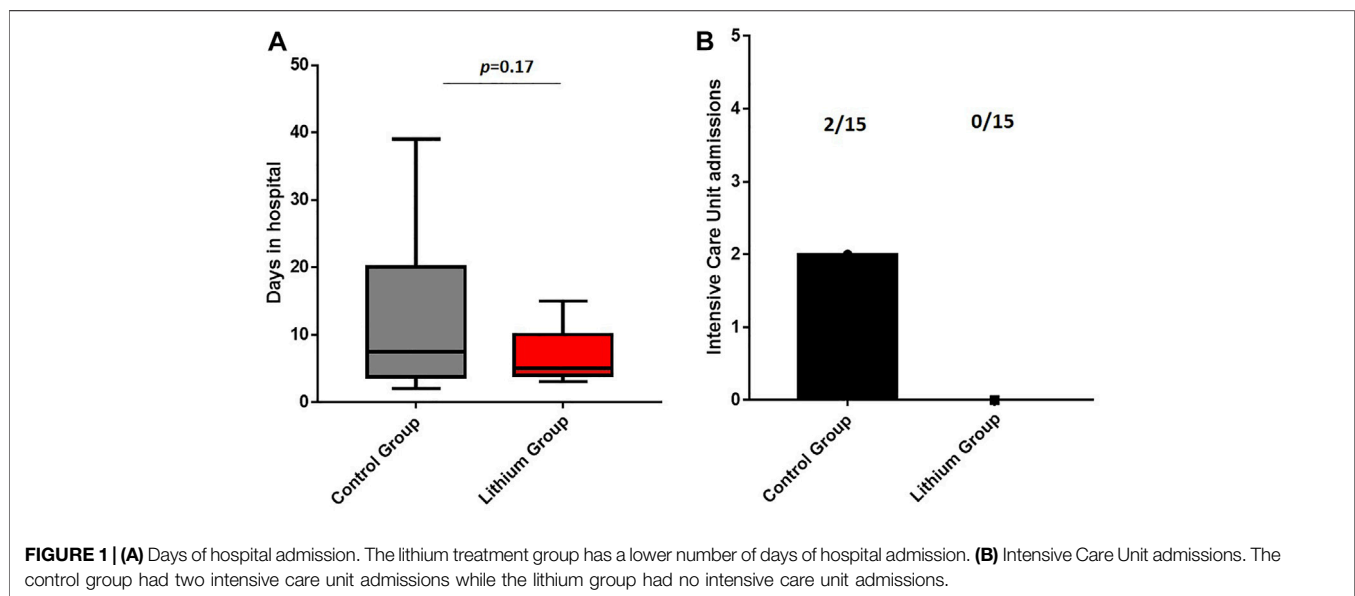 A
p=0.17
50
40
30
20
10
0
Days in hospital
Control Group
Lithium Group
B
5
4
3
2
1
0
Intensive Care Unit admissions
2/15
0/15
Control Group
Lithium Group
FIGURE 1 | (A) Days of hospital admission. The lithium treatment group has a lower number of days of hospital admission. (B) Intensive Care Unit admissions. The
control group had two intensive care unit admissions while the lithium group had no intensive care unit admissions.